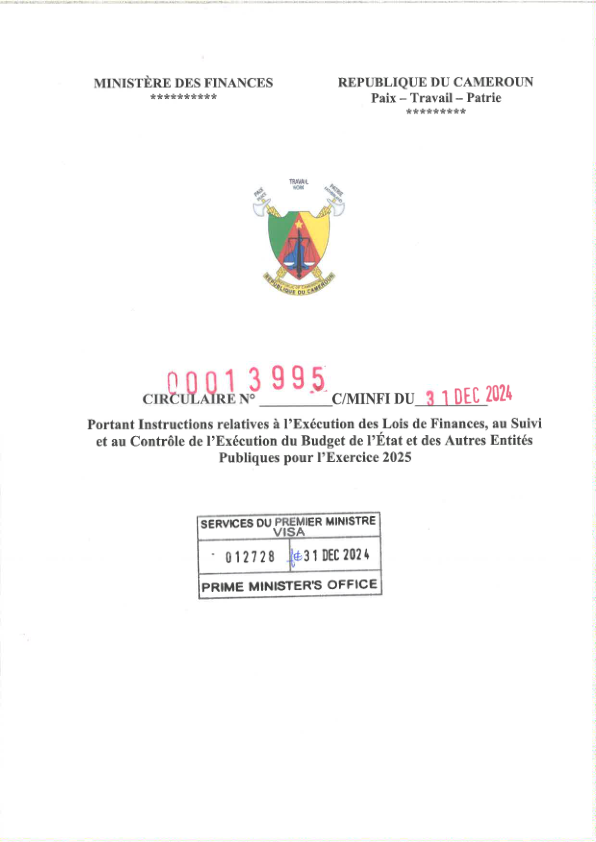 MINISTÈRE DES FINANCES
**********
REPUBLIQUE DU CAMEROUN
Paix – Travail – Patrie
*********
PAIX
TRAVAIL
WORK
PATRIE
REPUBLIQUE DU CAMEROUN
00013995
CIRCULAIRE N° __________C/MINFI DU 31 DEC 2024
Portant Instructions relatives à l'Exécution des Lois de Finances, au Suivi
et au Contrôle de l'Exécution du Budget de l'État et des Autres Entités
Publiques pour l'Exercice 2025
SERVICES DU PREMIER MINISTRE
VISA
012728 31 DEC 2024
PRIME MINISTER'S OFFICE